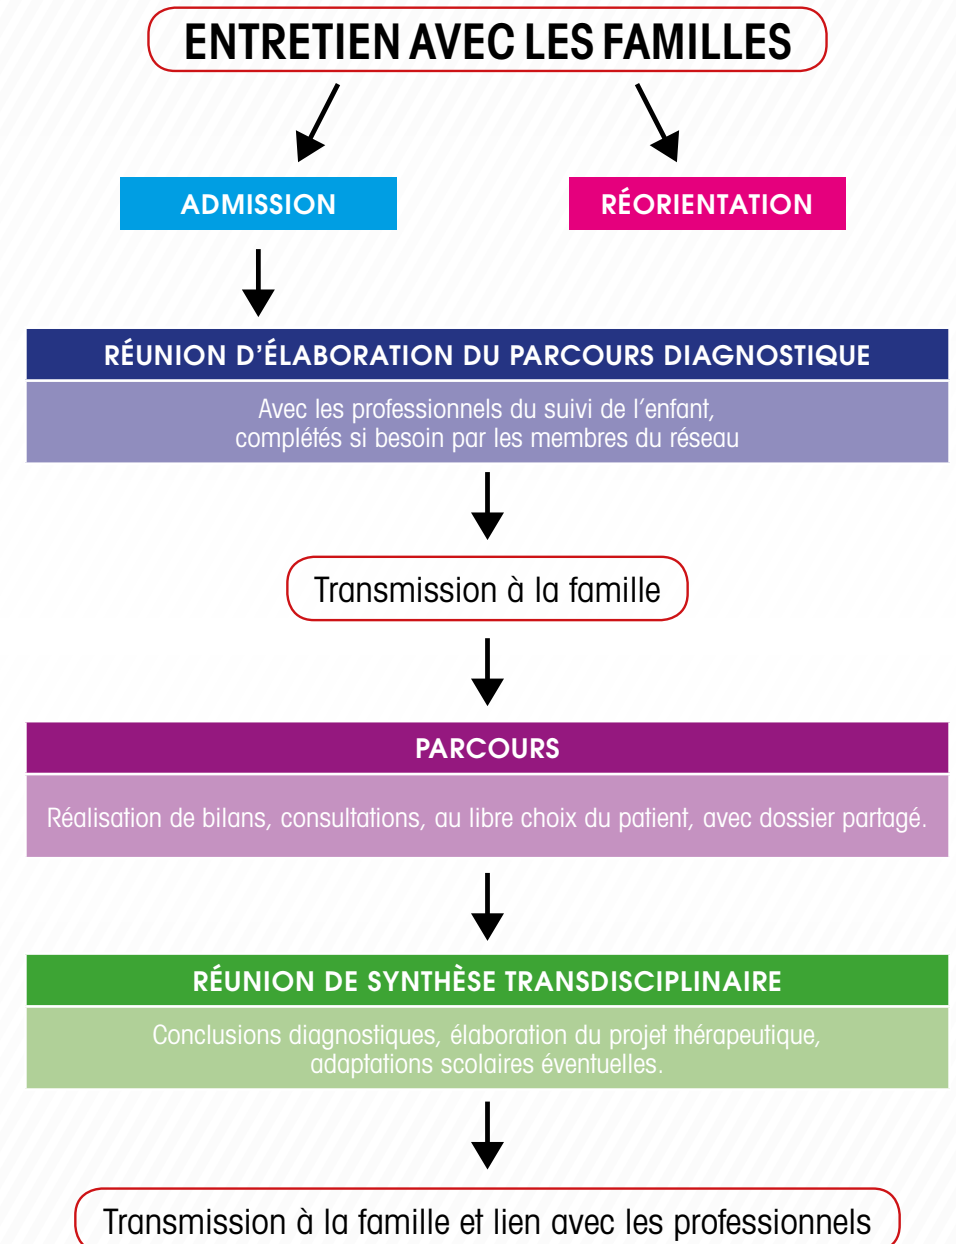 ENTRETIEN AVEC LES FAMILLES
ADMISSION
RÉORIENTATION
RÉUNION D’ÉLABORATION DU PARCOURS DIAGNOSTIQUE
Avec les professionnels du suivi de l’enfant,
complétés si besoin par les membres du réseau
Transmission à la famille
PARCOURS
Réalisation de bilans, consultations, au libre choix du patient, avec dossier partagé.
RÉUNION DE SYNTHÈSE TRANSDISCIPLINAIRE
Conclusions diagnostiques, élaboration du projet thérapeutique,
adaptations scolaires éventuelles.
Transmission à la famille et lien avec les professionnels